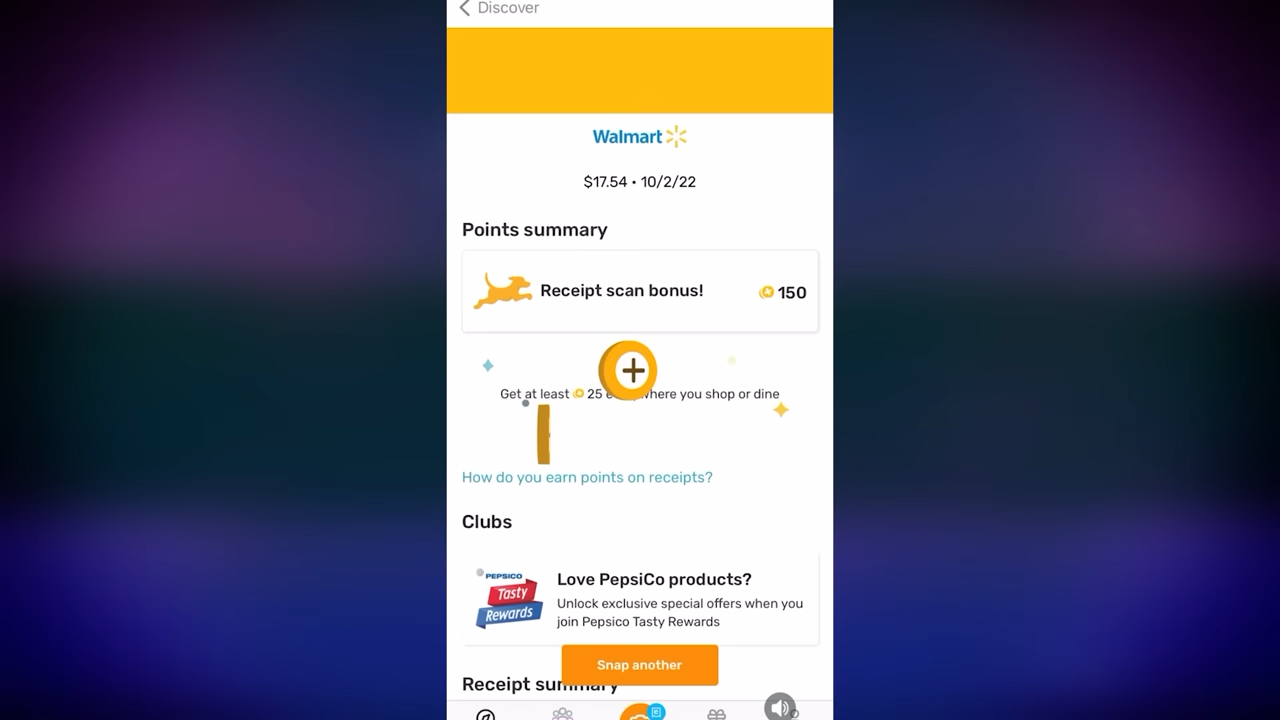 Discover
Walmart
$17.54 • 10/2/22
Points summary
Receipt scan bonus!
150
Get at least 25 where you shop or dine
How do you earn points on receipts?
Clubs
PEPSICO
Tasty
Rewards
Love PepsiCo products?
Unlock exclusive special offers when you
join Pepsico Tasty Rewards
Snap another
Receipt summary